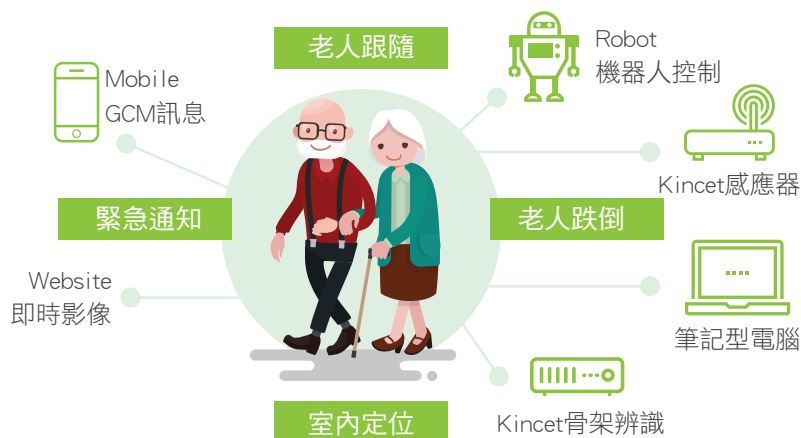 老人跟隨
Robot
機器人控制
Mobile
GCM訊息
Kincet感應器
緊急通知
老人跌倒
Website
即時影像
筆記型電腦
室內定位
Kincet骨架辨識